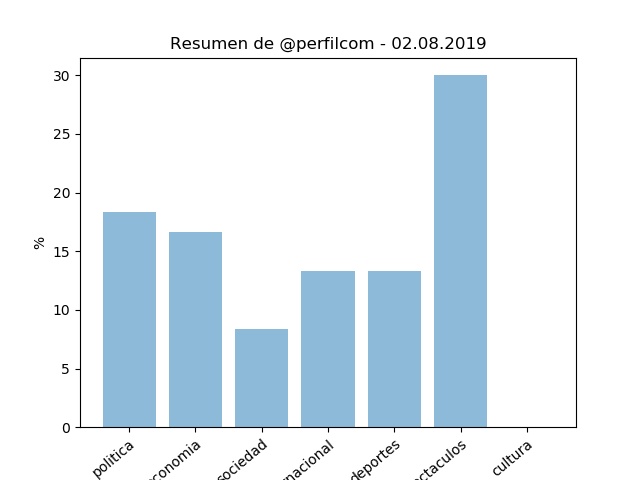 Resumen de @perfilcom - 02.08.2019
%
30
25
20
15
10
5
0
politica
conomia
sociedad
nacional
deportes
ctaculos
cultura